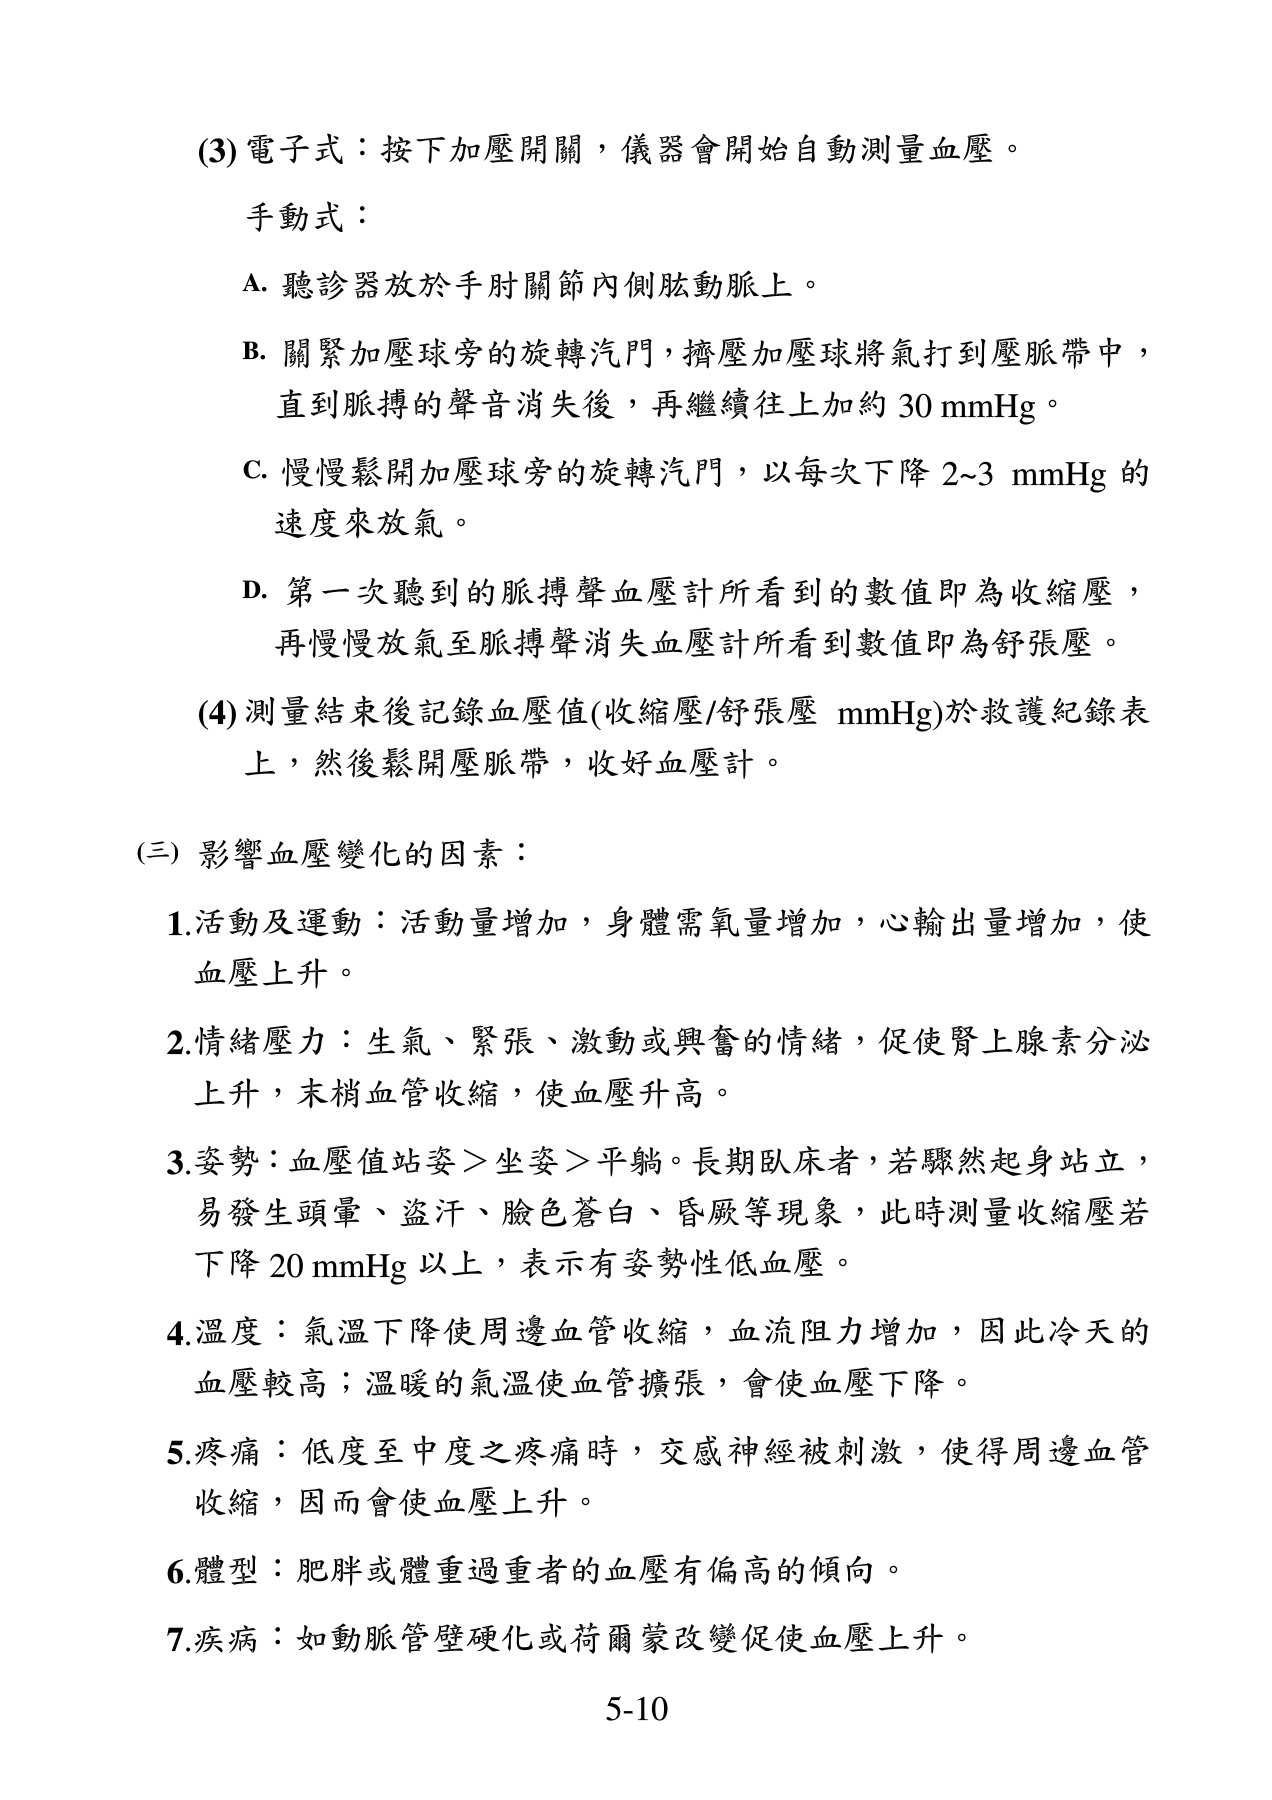 (3) 電子式：按下加壓開關，儀器會開始自動測量血壓。
手動式：
A. 聽診器放於手肘關節內側肱動脈上。
B. 關緊加壓球旁的旋轉汽門，擠壓加壓球將氣打到壓脈帶中，
直到脈搏的聲音消失後，再繼續往上加約 30 mmHg。
C. 慢慢鬆開加壓球旁的旋轉汽門，以每次下降 2~3 mmHg 的
速度來放氣。
D. 第一次聽到的脈搏聲血壓計所看到的數值即為收縮壓，
再慢慢放氣至脈搏聲消失血壓計所看到數值即為舒張壓。
(4) 測量結束後記錄血壓值(收縮壓/舒張壓 mmHg)於救護紀錄表
上，然後鬆開壓脈帶，收好血壓計。
(三) 影響血壓變化的因素：
1.活動及運動：活動量增加，身體需氧量增加，心輸出量增加，使
血壓上升。
2.情緒壓力：生氣、緊張、激動或興奮的情緒，促使腎上腺素分泌
上升，末梢血管收縮，使血壓升高。
3.姿勢：血壓值站姿＞坐姿＞平躺。長期臥床者，若驟然起身站立，
易發生頭暈、盜汗、臉色蒼白、昏厥等現象，此時測量收縮壓若
下降 20 mmHg 以上，表示有姿勢性低血壓。
4.溫度：氣溫下降使周邊血管收縮，血流阻力增加，因此冷天的
血壓較高；溫暖的氣溫使血管擴張，會使血壓下降。
5.疼痛：低度至中度之疼痛時，交感神經被刺激，使得周邊血管
收縮，因而會使血壓上升。
6.體型：肥胖或體重過重者的血壓有偏高的傾向。
7.疾病：如動脈管壁硬化或荷爾蒙改變促使血壓上升。
5-10